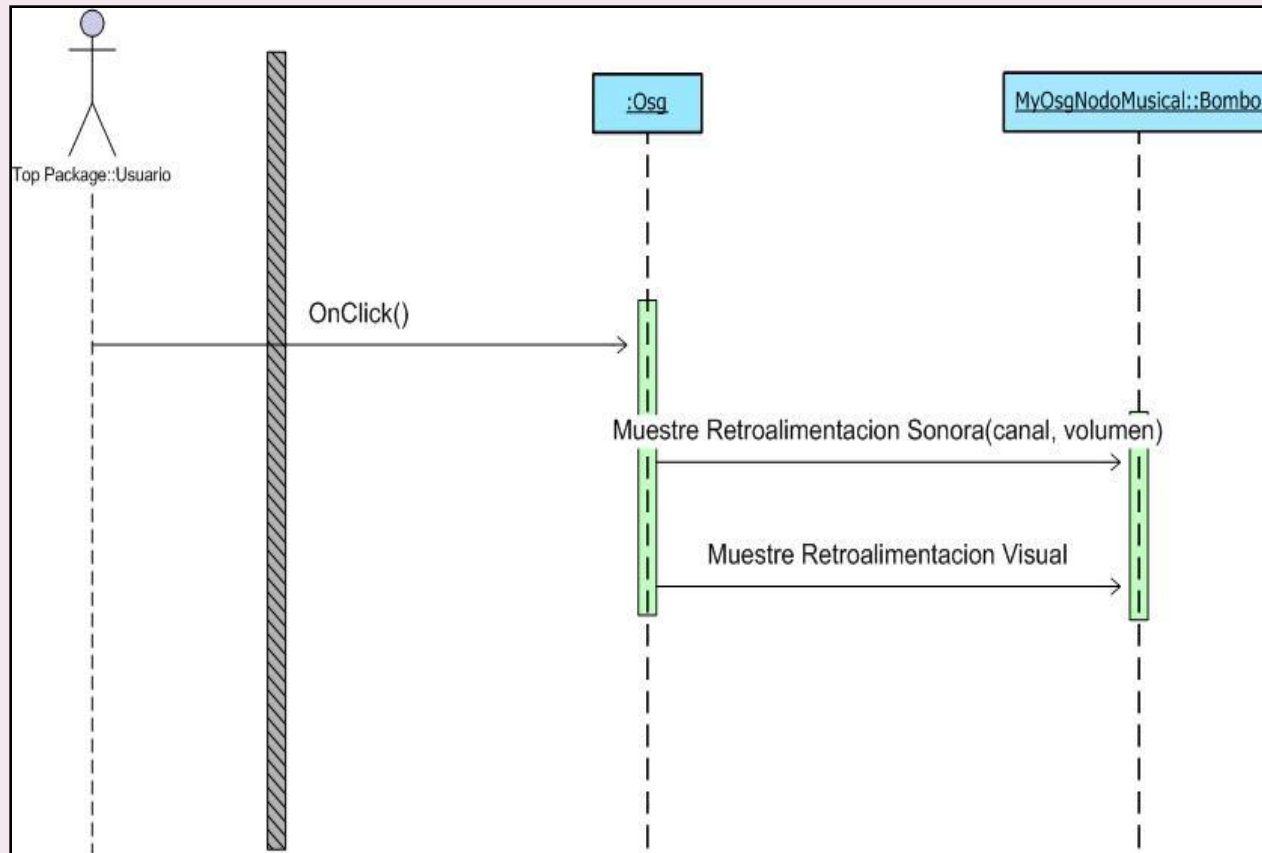 :Osg
MyOsgNodoMusical::Bombo
Top Package::Usuario
OnClick()
Muestre Retroalimentacion Sonora(canal, volumen)
Muestre Retroalimentacion Visual